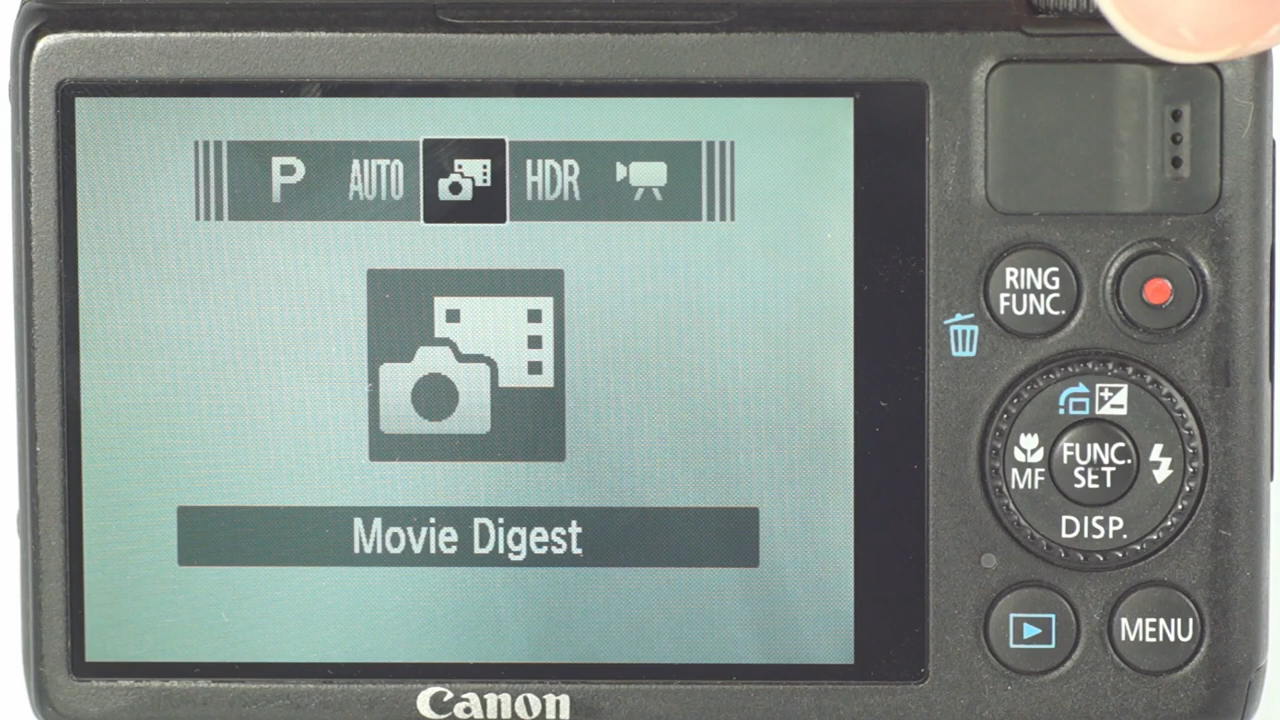 P AUTO HDR
Movie Digest
RING
FUNC.
MF
FUNC.
SET
DISP.
MENU
Canon